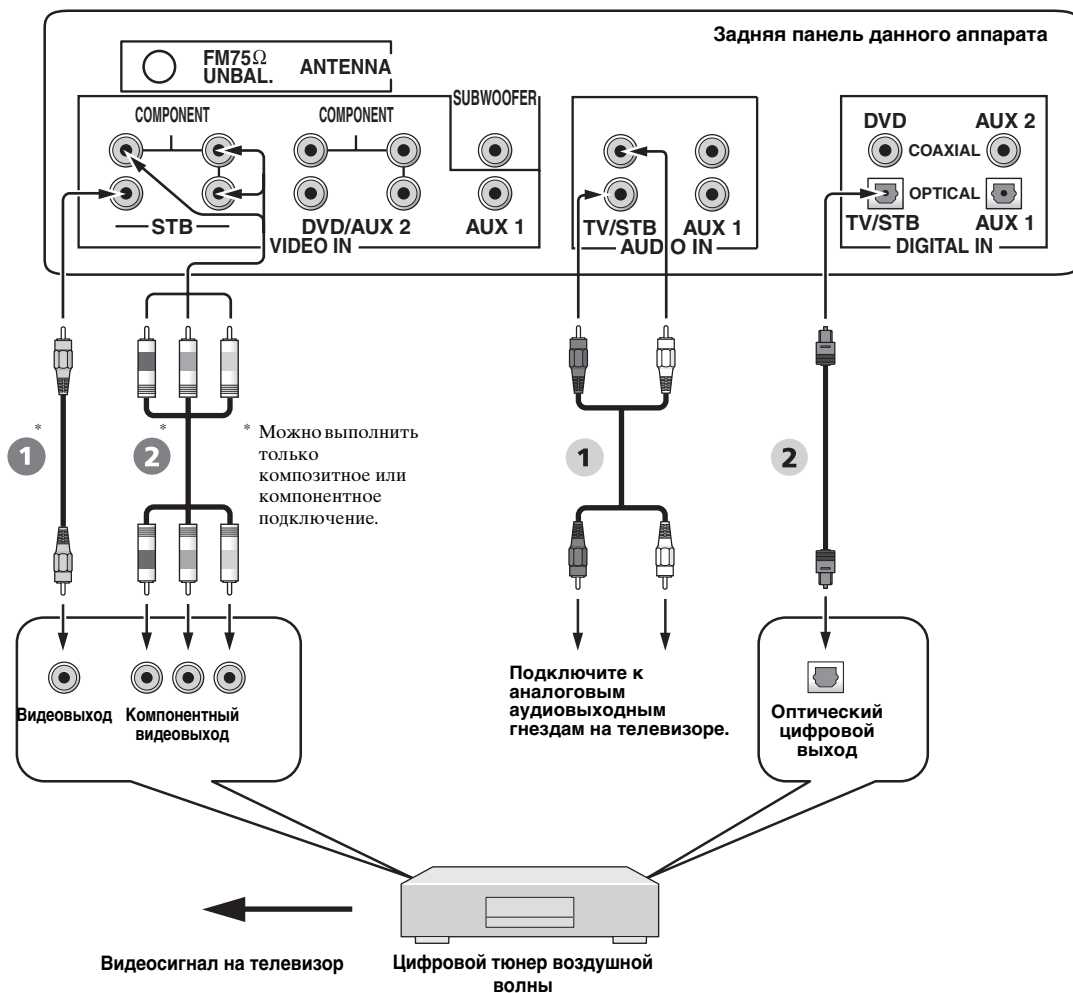 Задняя панель данного аппарата
FM75Ω
UNBAL.
ANTENNA
COMPONENT
COMPONENT
SUBWOOFER
STB
DVD/AUX 2
AUX 1
VIDEO IN
TV/STB
AUX 1
AUDIO IN
DVD
AUX 2
COAXIAL
OPTICAL
TV/STB
AUX 1
DIGITAL IN
1*
2*
* Можно выполнить
только
композитное или
компонентное
подключение.
1
2
Видеовыход
Компонентный
видеовыход
Подключите к
аналоговым
аудиовыходным
гнездам на телевизоре.
Оптический
цифровой
выход
Видеосигнал на телевизор
Цифровой тюнер воздушной
волны